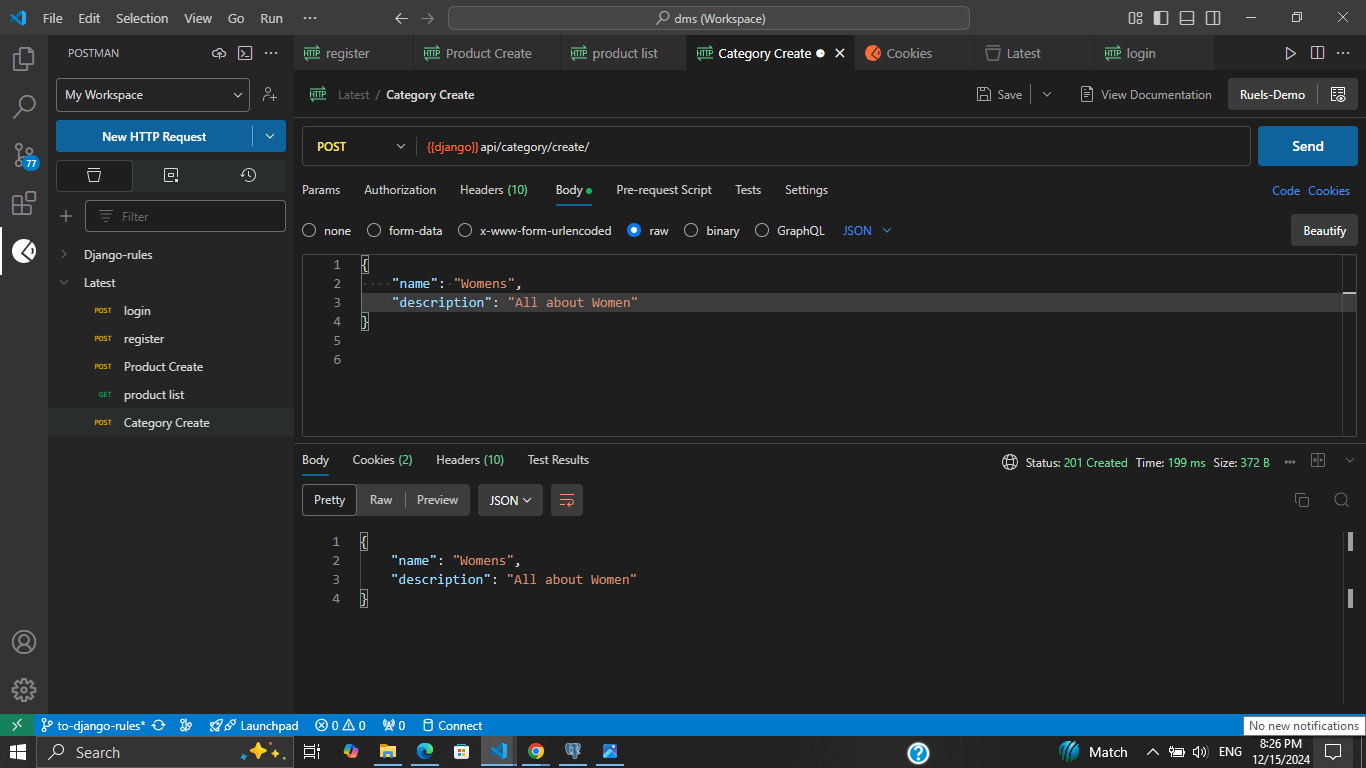 File Edit Selection View Go Run ··· dms (Workspace)
POSTMAN
register Product Create product list Category Create Cookies Latest login
My Workspace
Latest / Category Create Save View Documentation Ruels-Demo
New HTTP Request
POST {{django}}api/category/create/ Send
Params Authorization Headers (10) Body Pre-request Script Tests Settings Code Cookies
Filter
none form-data x-www-form-urlencoded raw binary GraphQL JSON Beautify
Django-rules
Latest
POST login
POST register
POST Product Create
GET product list
POST Category Create
1 {
2 "name": "Womens",
3 "description": "All about Women"
4 }
5
6
Body Cookies (2) Headers (10) Test Results Status: 201 Created Time: 199 ms Size: 372 B
Pretty Raw Preview JSON
1 {
2 "name": "Womens",
3 "description": "All about Women"
4 }
77
to-django-rules* Launchpad 0 0 0 Connect No new notifications
Search Match ENG 8:26 PM
12/15/2024